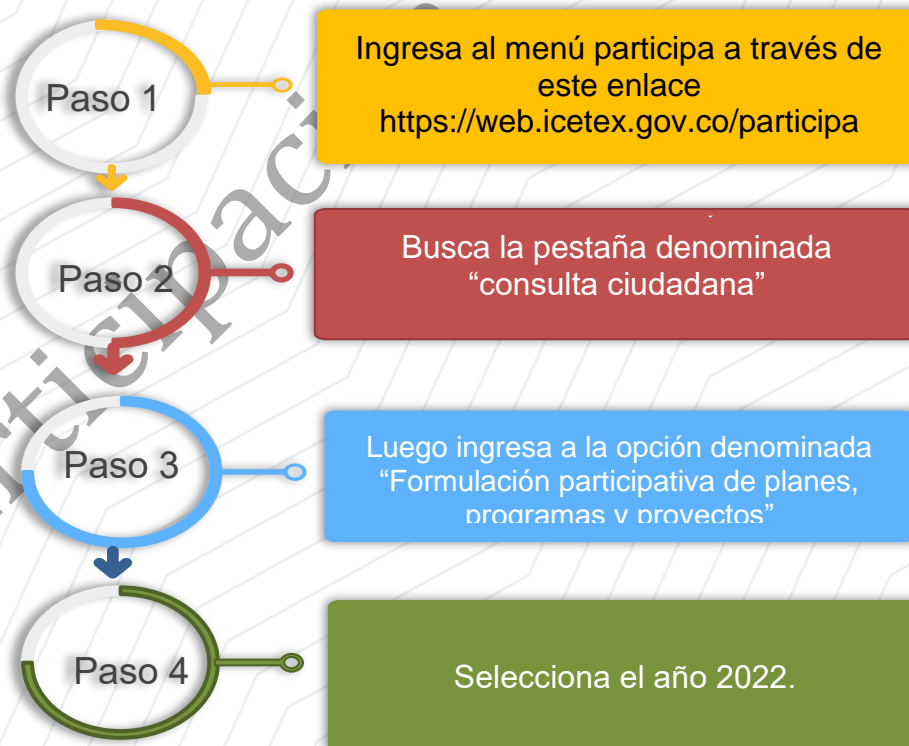 Paso 1
Ingresa al menú participa a través de
este enlace
https://web.icetex.gov.co/participa
Paso 2
Busca la pestaña denominada
“consulta ciudadana”
Paso 3
Luego ingresa a la opción denominada
“Formulación participativa de planes,
programas y proyectos”
Paso 4
Selecciona el año 2022.